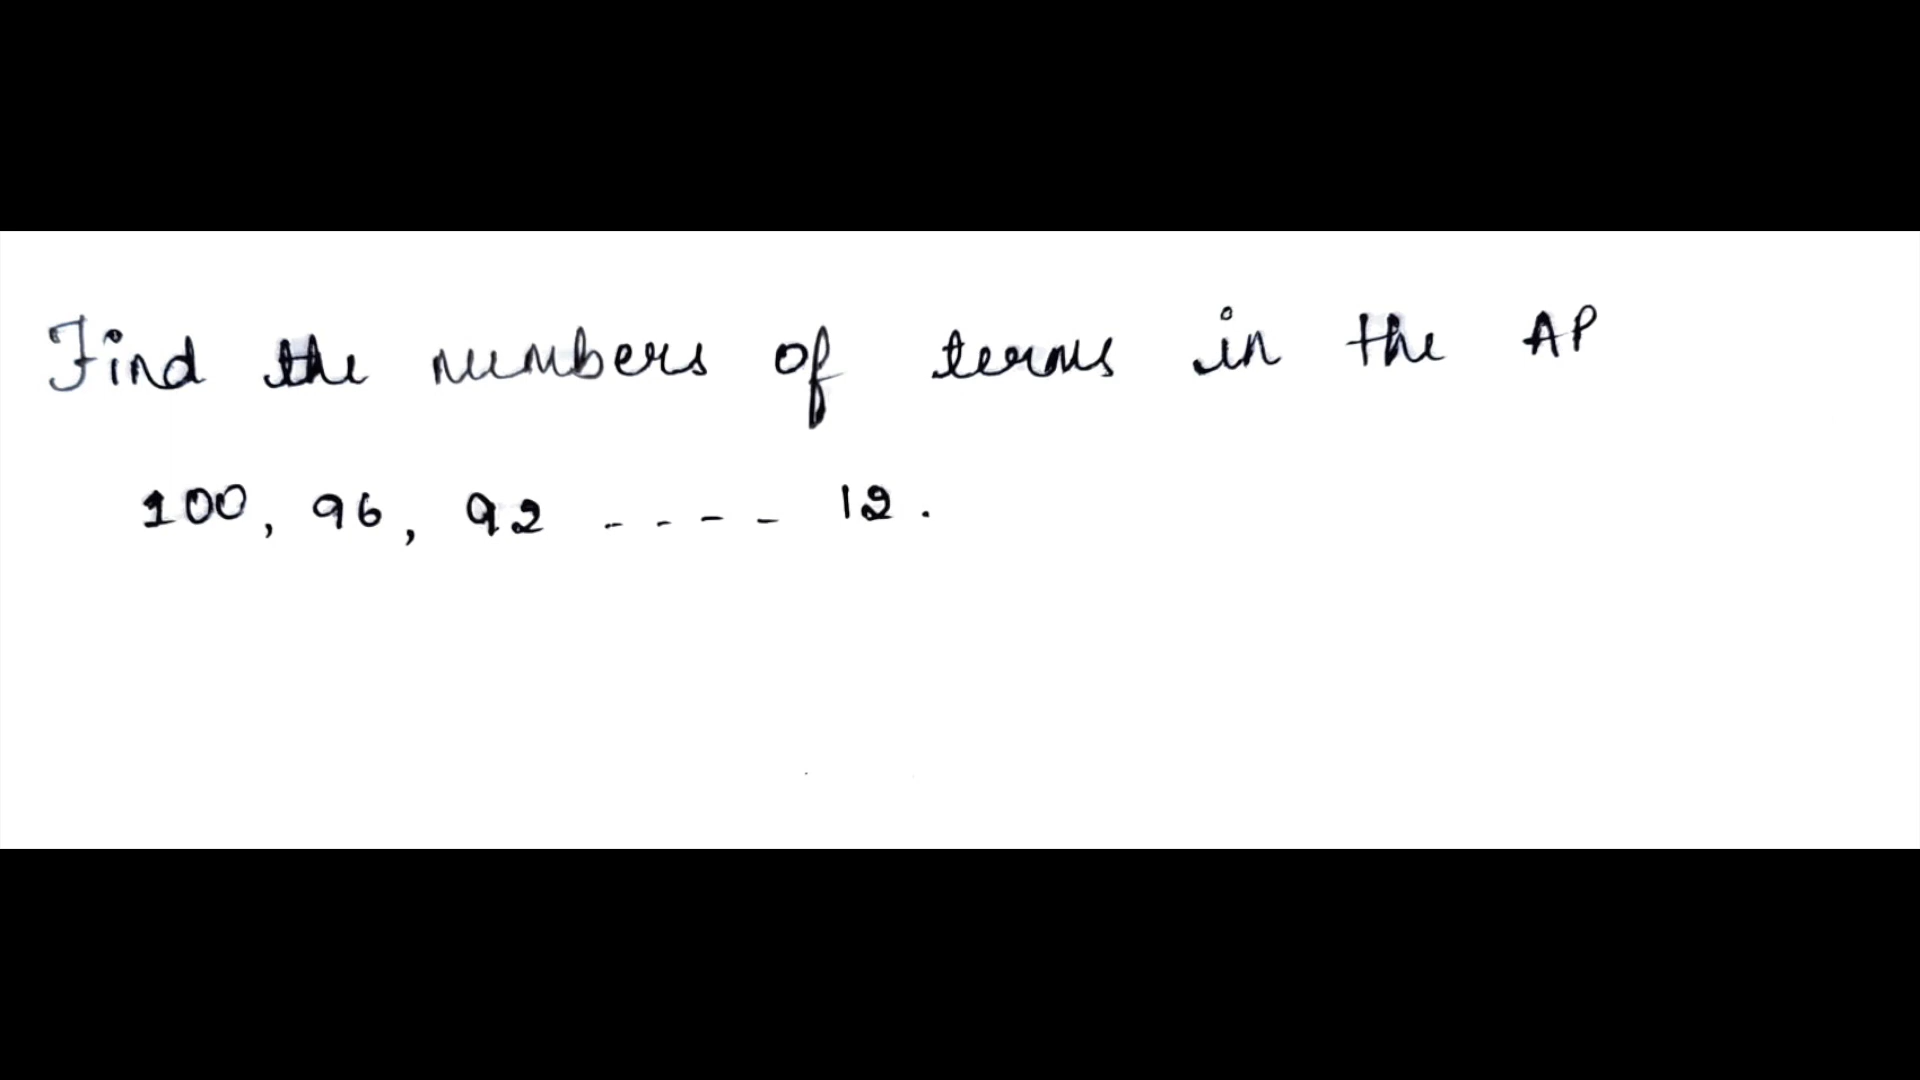 Find the numbers of terms in the AP
100, 96, 92 ---- 12.